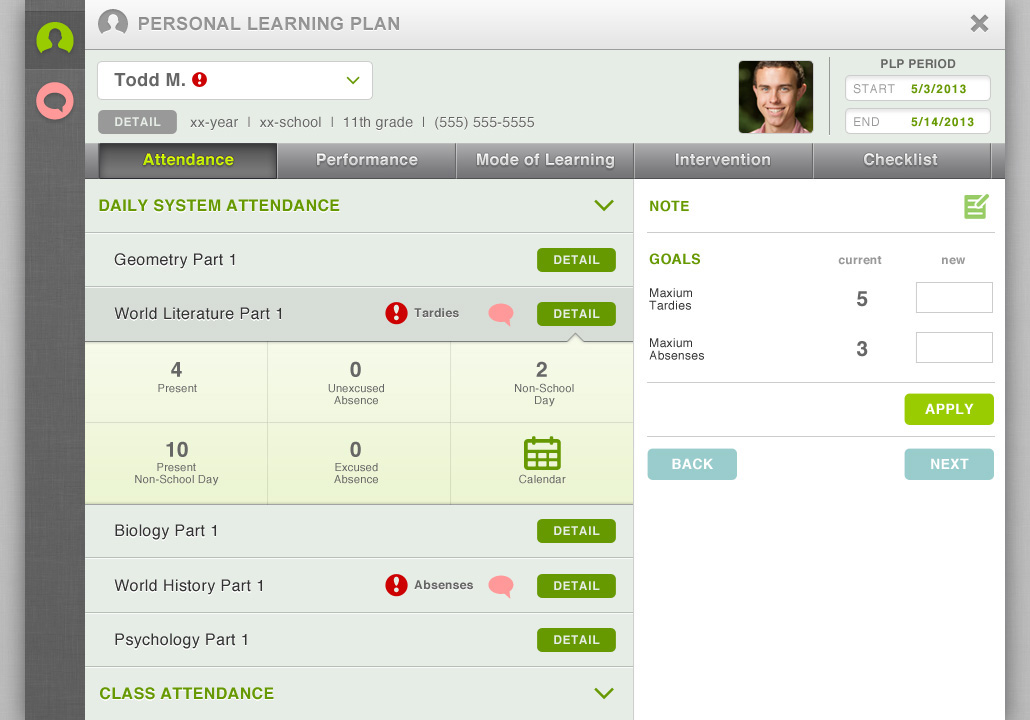 PERSONAL LEARNING PLAN
Todd M.
PLP PERIOD
START 5/3/2013
END 5/14/2013
DETAIL xx-year | xx-school | 11th grade | (555) 555-5555
Attendance Performance Mode of Learning Intervention Checklist
DAILY SYSTEM ATTENDANCE
Geometry Part 1 DETAIL
World Literature Part 1 Tardies DETAIL
4 0 2
Present Unexcused Non-School
Absence Day
10 0
Present Excused
Non-School Day Absence Calendar
Biology Part 1 DETAIL
World History Part 1 Absenses DETAIL
Psychology Part 1 DETAIL
CLASS ATTENDANCE
NOTE
GOALS current new
Maxium
Tardies 5
Maxium
Absenses 3
APPLY
BACK NEXT